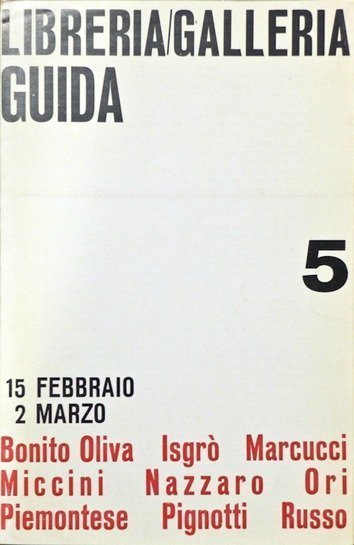 LIBRERIA/GALLERIA
GUIDA
5
15 FEBBRAIO
2 MARZO
Bonito Oliva Isgrò Marcucci
Miccini Nazzaro Ori
Piemontese Pignotti Russo